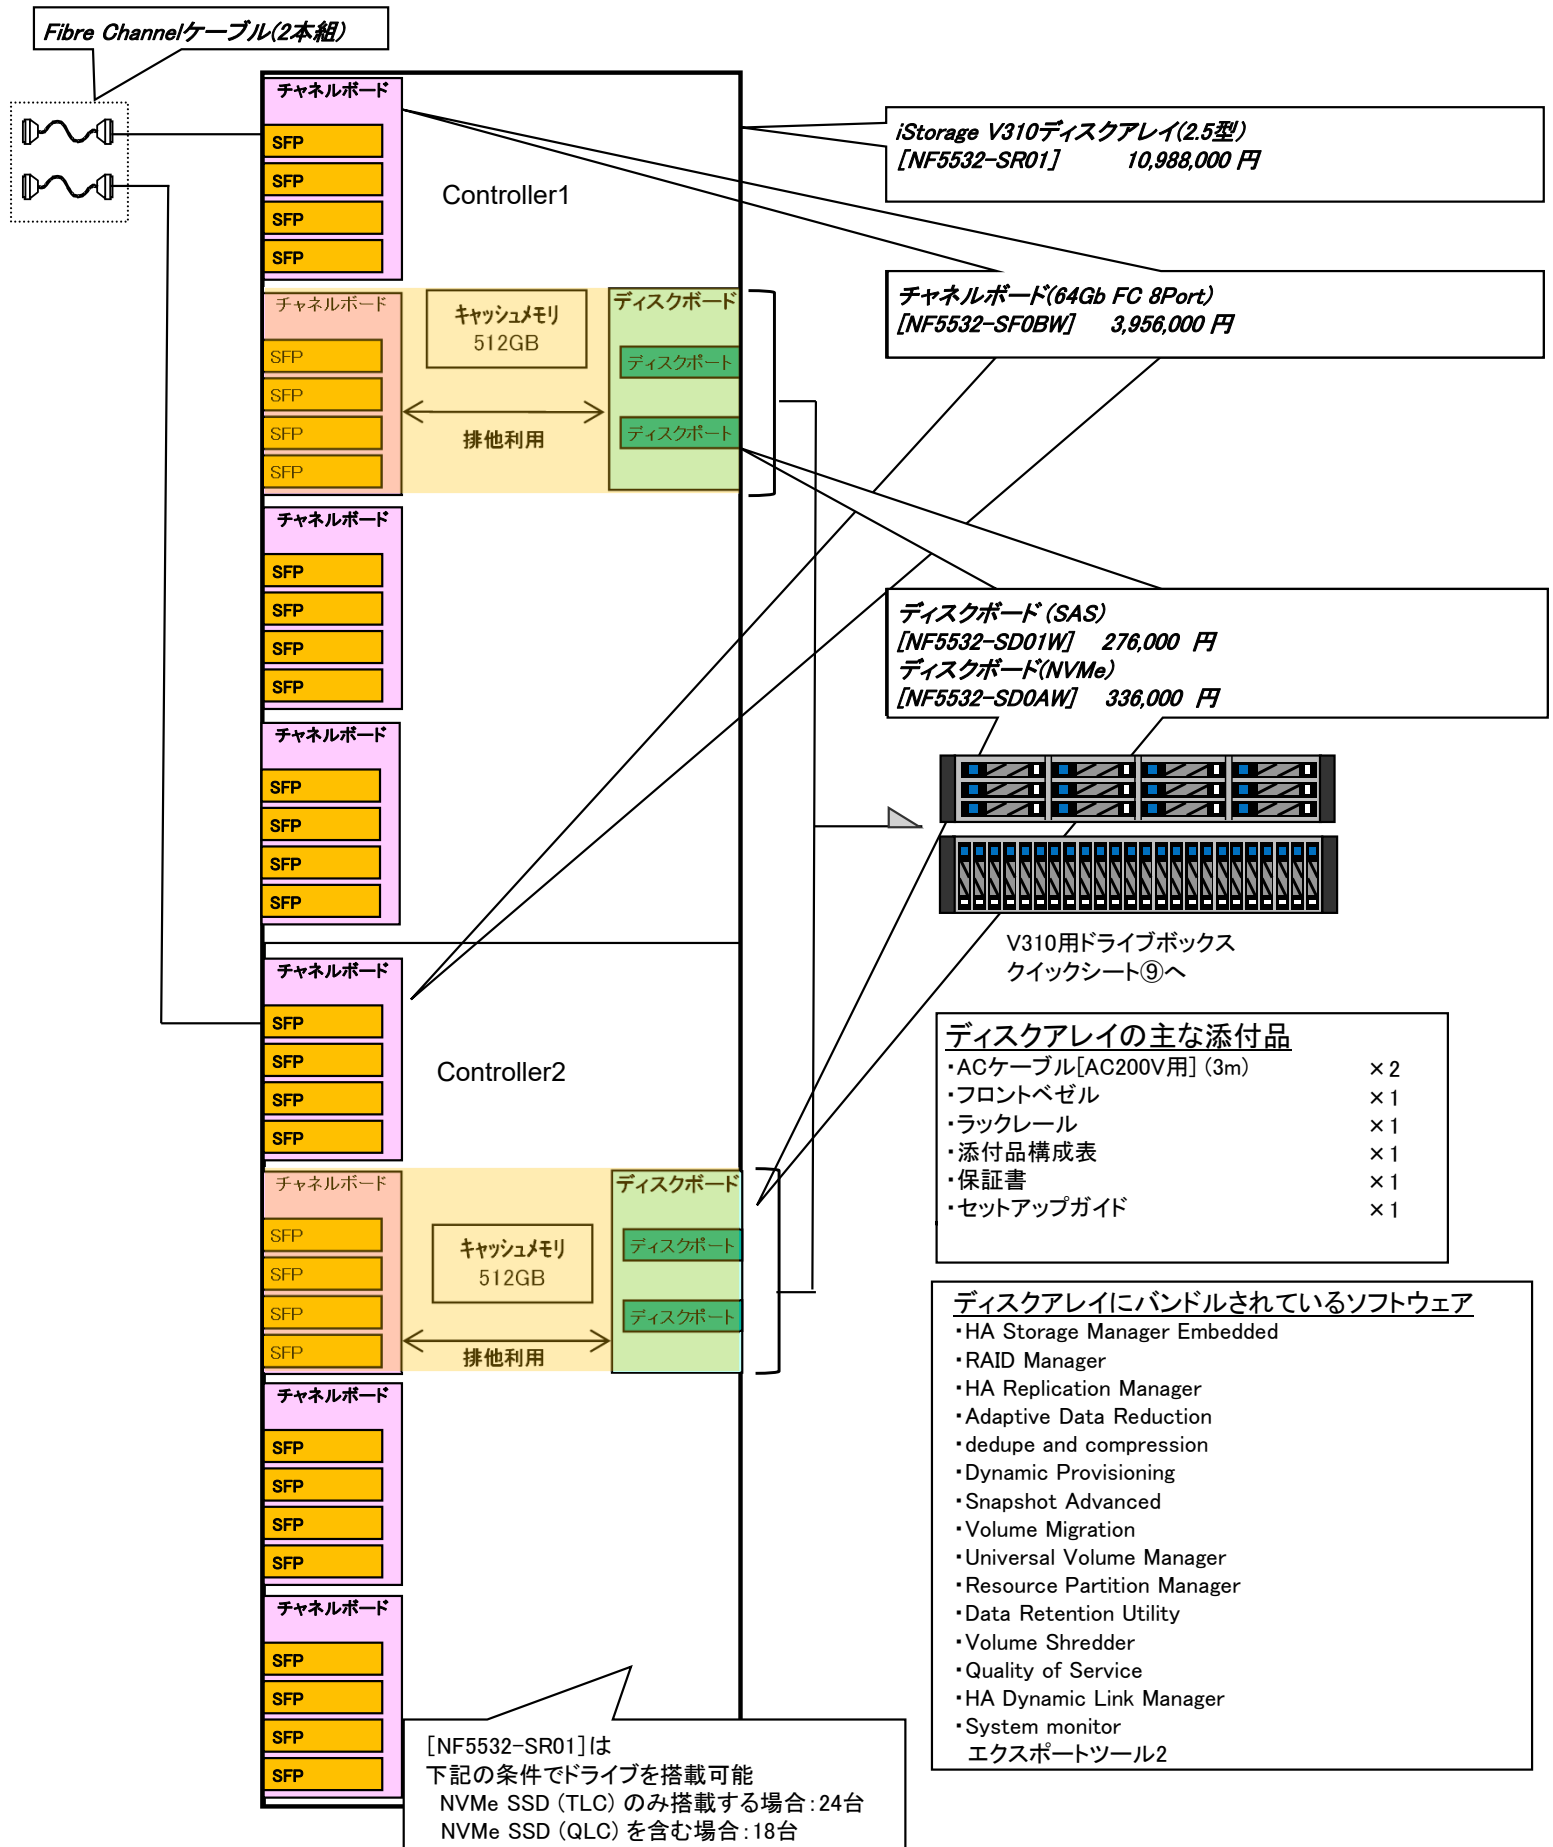 Fibre Channelケーブル(2本組)
チャネルボード
SFP
SFP
SFP
SFP
Controller1
iStorage V310ディスクアレイ(2.5型)
[NF5532-SR01] 10,988,000 円
チャネルボード(64Gb FC 8Port)
[NF5532-SF0BW] 3,956,000 円
チャネルボード
SFP
SFP
SFP
SFP
キャッシュメモリ
512GB
排他利用
ディスクボード
ディスクポート
ディスクポート
チャネルボード
SFP
SFP
SFP
SFP
ディスクボード (SAS)
[NF5532-SD01W] 276,000 円
ディスクボード(NVMe)
[NF5532-SD0AW] 336,000 円
チャネルボード
SFP
SFP
SFP
SFP
V310用ドライブボックス
クイックシート⑨へ
チャネルボード
SFP
SFP
SFP
SFP
Controller2
ディスクアレイの主な添付品
・ACケーブル[AC200V用] (3m) ×2
・フロントベゼル ×1
・ラックレール ×1
・添付品構成表 ×1
・保証書 ×1
・セットアップガイド ×1
チャネルボード
SFP
SFP
SFP
SFP
キャッシュメモリ
512GB
排他利用
ディスクボード
ディスクポート
ディスクポート
ディスクアレイにバンドルされているソフトウェア
・HA Storage Manager Embedded
・RAID Manager
・HA Replication Manager
・Adaptive Data Reduction
・dedupe and compression
・Dynamic Provisioning
・Snapshot Advanced
・Volume Migration
・Universal Volume Manager
・Resource Partition Manager
・Data Retention Utility
・Volume Shredder
・Quality of Service
・HA Dynamic Link Manager
・System monitor
エクスポートツール2
チャネルボード
SFP
SFP
SFP
SFP
チャネルボード
SFP
SFP
SFP
SFP
[NF5532-SR01]は
下記の条件でドライブを搭載可能
NVMe SSD (TLC) のみ搭載する場合:24台
NVMe SSD (QLC) を含む場合:18台